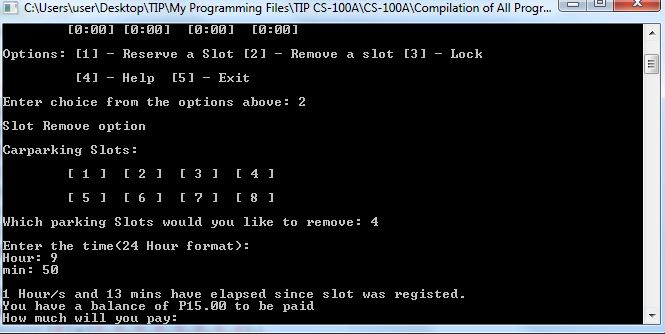 C:\Users\user\Desktop\TIP\My Programming Files\TIP CS-100A\CS-100A\Compilation of All Progr...
[0:00] [0:00] [0:00] [0:00]
Options: [1] - Reserve a Slot [2] - Remove a slot [3] - Lock
[4] - Help [5] - Exit
Enter choice from the options above: 2
Slot Remove option
Carparking Slots:
[ 1 ] [ 2 ] [ 3 ] [ 4 ]
[ 5 ] [ 6 ] [ 7 ] [ 8 ]
Which parking Slots would you like to remove: 4
Enter the time(24 Hour format):
Hour: 9
min: 50
1 Hour/s and 13 mins have elapsed since slot was registed.
You have a balance of P15.00 to be paid
How much will you pay: